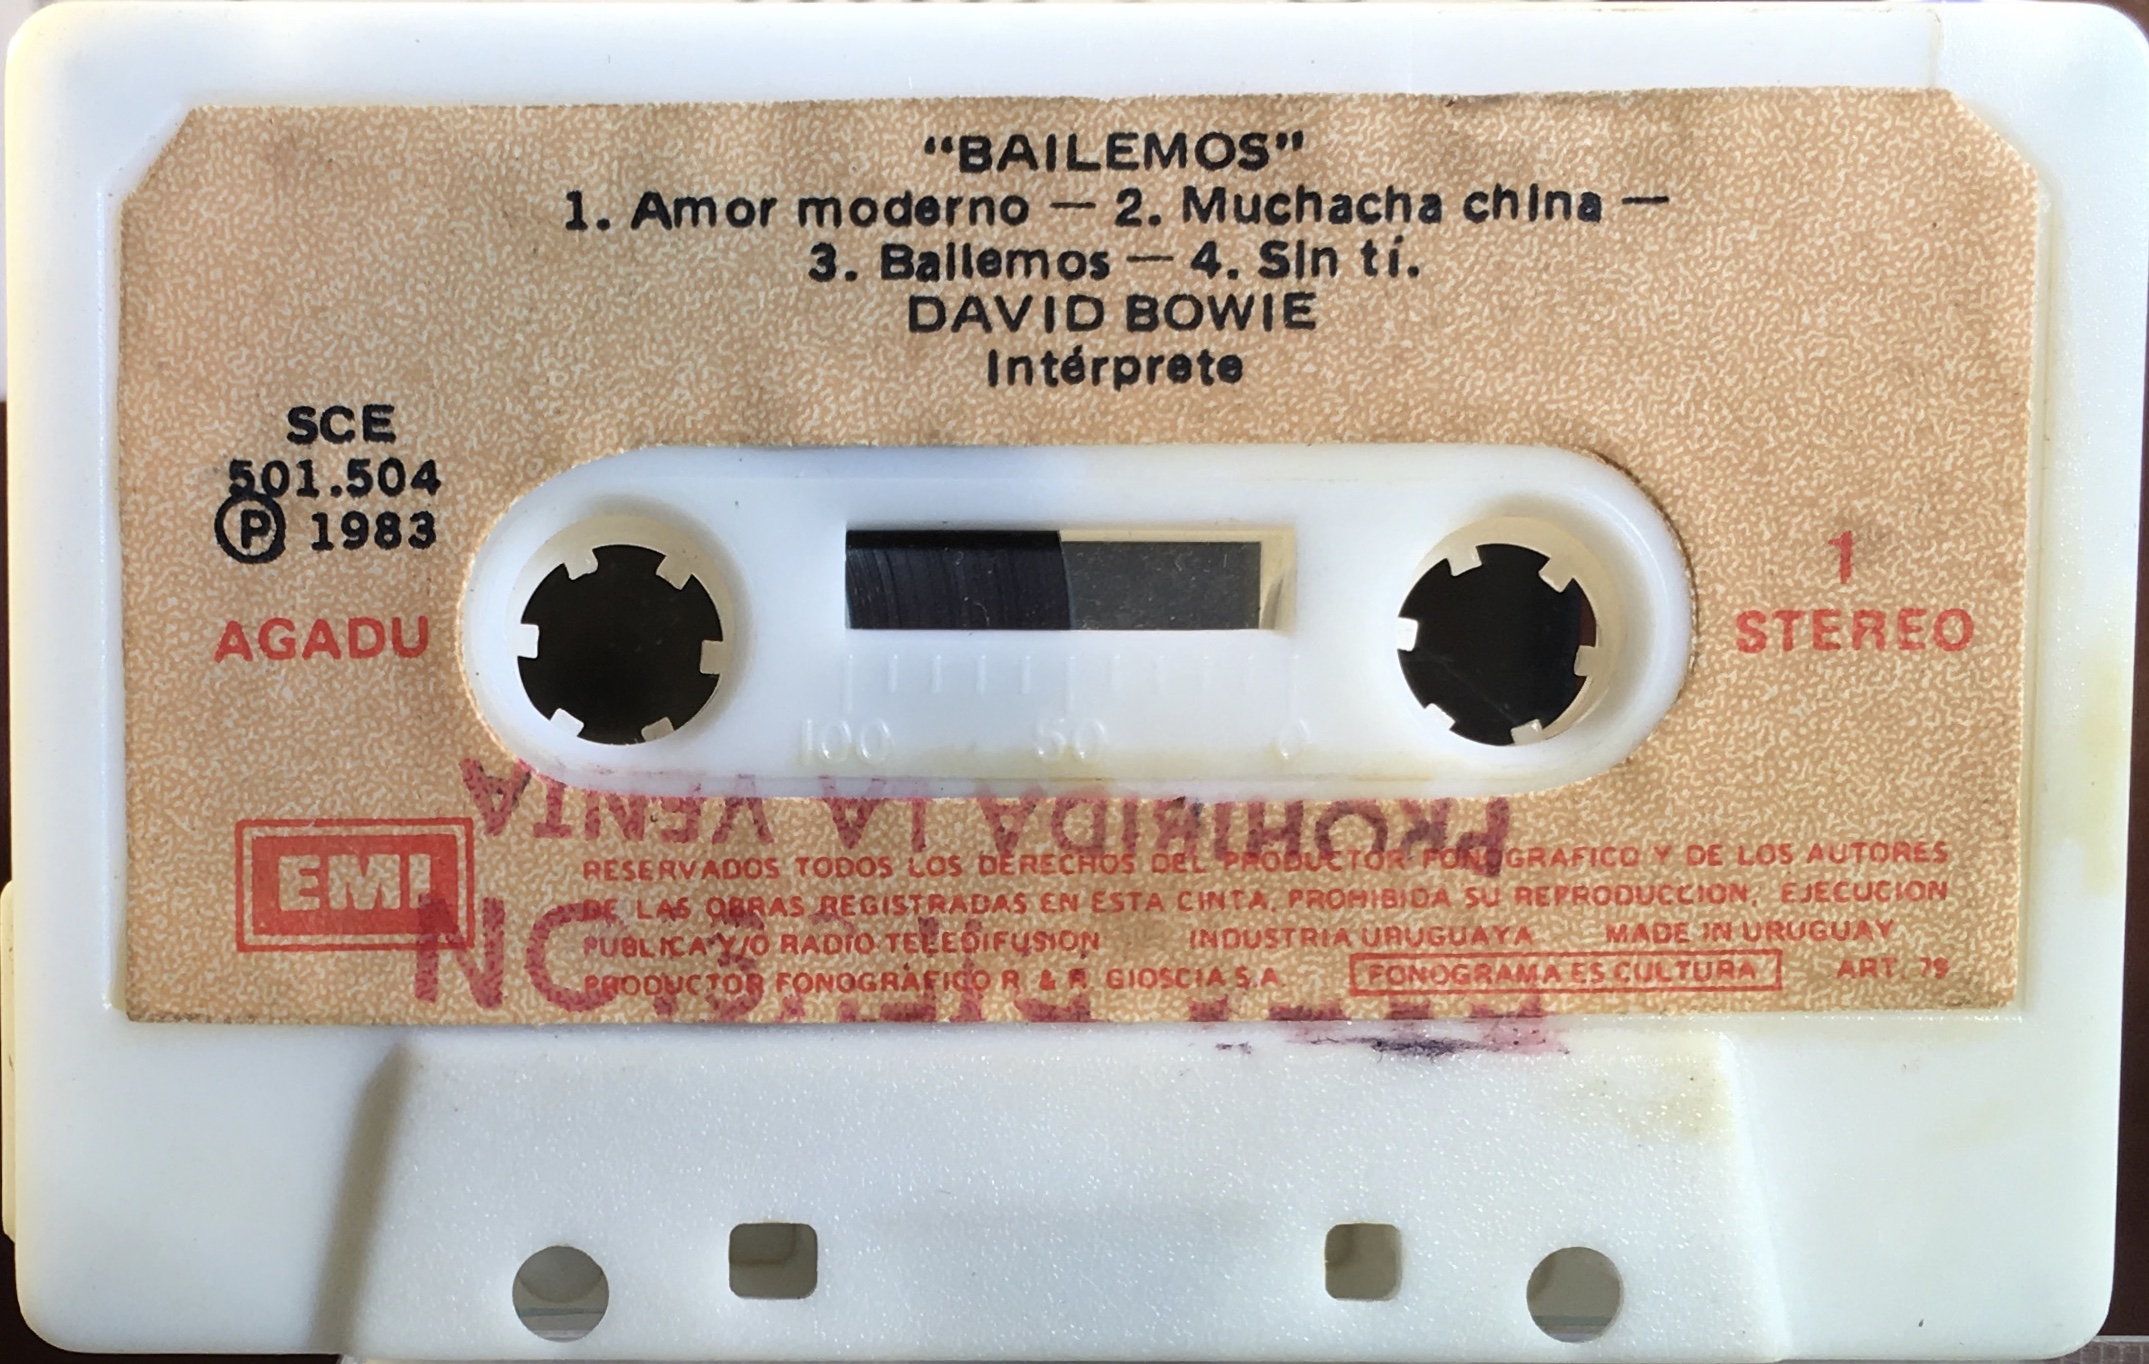 “BAILEMOS”
1. Amor moderno — 2. Muchacha china —
3. Bailemos — 4. Sin tí.
DAVID BOWIE
Intérprete
SCE
501.504
Ⓟ 1983
AGADU
1
STEREO
100 50 0
PROHIBIDA LA VENTA
EMI
RESERVADOS TODOS LOS DERECHOS DEL PRODUCTOR FONOGRAFICO Y DE LOS AUTORES
DE LAS OBRAS REGISTRADAS EN ESTA CINTA. PROHIBIDA SU REPRODUCCION, EJECUCION
PUBLICA Y/O RADIO TELEDIFUSION INDUSTRIA URUGUAYA MADE IN URUGUAY
PRODUCTOR FONOGRAFICO R. & R. GIOSCIA S.A. FONOGRAMA ES CULTURA ART. 79